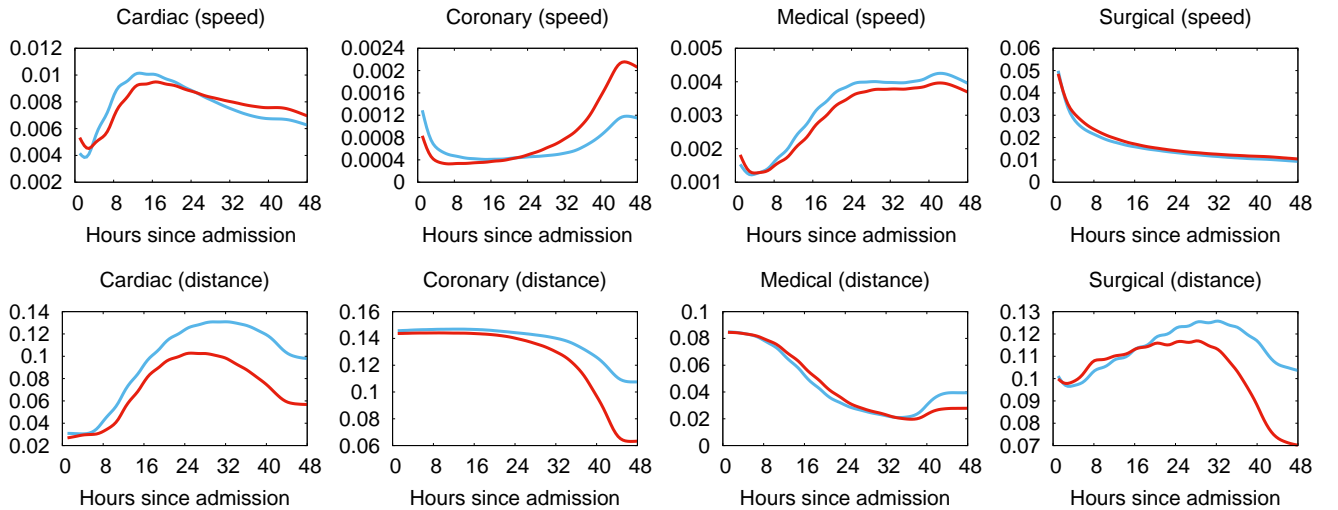 Cardiac (speed)
0.012
0.01
0.008
0.006
0.004
0.002
0 8 16 24 32 40 48
Hours since admission
Coronary (speed)
0.0024
0.002
0.0016
0.0012
0.0008
0.0004
0
0 8 16 24 32 40 48
Hours since admission
Medical (speed)
0.005
0.004
0.003
0.002
0.001
0 8 16 24 32 40 48
Hours since admission
Surgical (speed)
0.06
0.05
0.04
0.03
0.02
0.01
0
0 8 16 24 32 40 48
Hours since admission
Cardiac (distance)
0.14
0.12
0.1
0.08
0.06
0.04
0.02
0 8 16 24 32 40 48
Hours since admission
Coronary (distance)
0.16
0.14
0.12
0.1
0.08
0.06
0 8 16 24 32 40 48
Hours since admission
Medical (distance)
0.1
0.08
0.06
0.04
0.02
0
0 8 16 24 32 40 48
Hours since admission
Surgical (distance)
0.13
0.12
0.11
0.1
0.09
0.08
0.07
0 8 16 24 32 40 48
Hours since admission